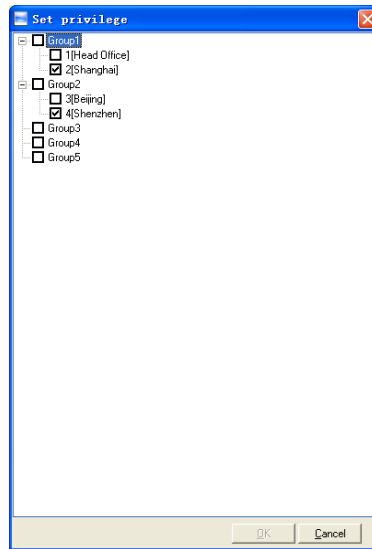 Set privilege
Group1
1[Head Office]
2[Shanghai]
Group2
3[Beijing]
4[Shenzhen]
Group3
Group4
Group5
OK Cancel